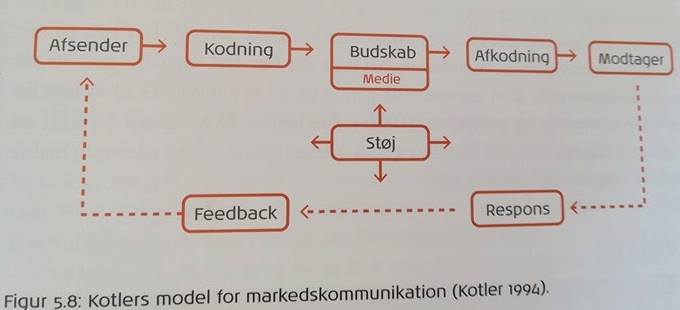 Afsender
Kodning
Budskab
Medie
Afkodning
Modtager
Støj
Feedback
Respons
Figur 5.8: Kotlers model for markedskommunikation (Kotler 1994).